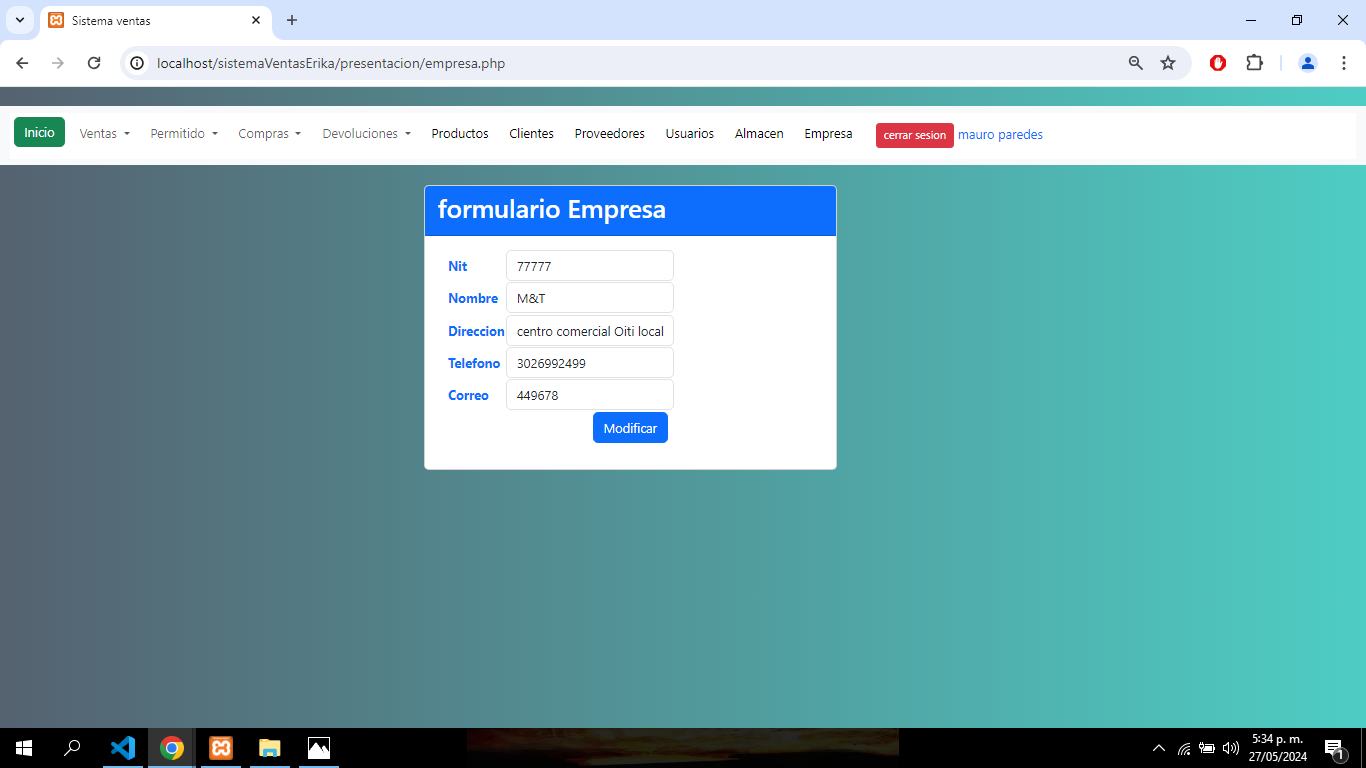 Sistema ventas
localhost/sistemaVentasErika/presentacion/empresa.php
Inicio Ventas Permitido Compras Devoluciones Productos Clientes Proveedores Usuarios Almacen Empresa cerrar sesion mauro paredes
formulario Empresa
Nit 77777
Nombre M&T
Direccion centro comercial Oiti local
Telefono 3026992499
Correo 449678
Modificar
5:34 p. m.
27/05/2024
1